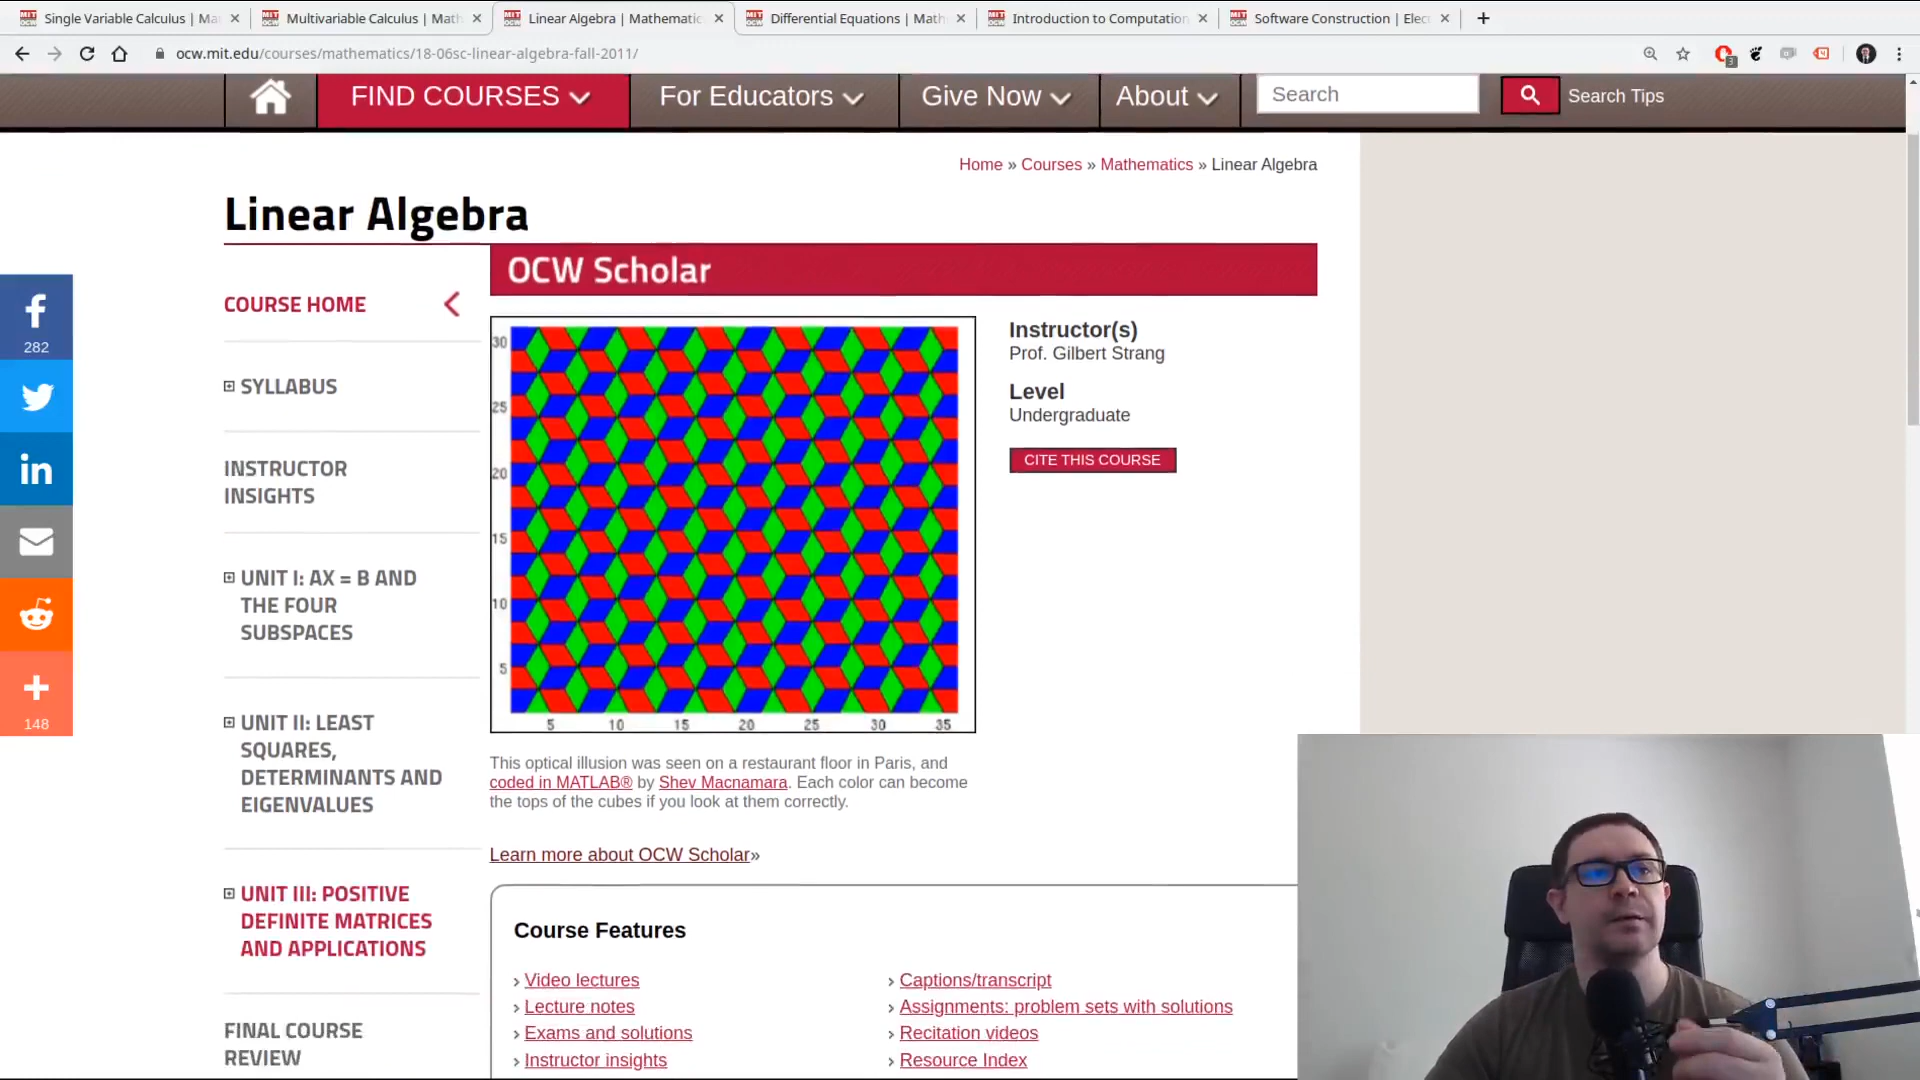 Single Variable Calculus | Ma
Multivariable Calculus | Math
Linear Algebra | Mathematic
Differential Equations | Math
Introduction to Computation
Software Construction | Elec
ocw.mit.edu/courses/mathematics/18-06sc-linear-algebra-fall-2011/
3
FIND COURSES
For Educators
Give Now
About
Search
Search Tips
Home » Courses » Mathematics » Linear Algebra
Linear Algebra
282
148
COURSE HOME
SYLLABUS
INSTRUCTOR
INSIGHTS
UNIT I: AX = B AND
THE FOUR
SUBSPACES
UNIT II: LEAST
SQUARES,
DETERMINANTS AND
EIGENVALUES
UNIT III: POSITIVE
DEFINITE MATRICES
AND APPLICATIONS
FINAL COURSE
REVIEW
OCW Scholar
30
25
20
15
10
5
5 10 15 20 25 30 35
Instructor(s)
Prof. Gilbert Strang
Level
Undergraduate
CITE THIS COURSE
This optical illusion was seen on a restaurant floor in Paris, and
coded in MATLAB® by Shev Macnamara. Each color can become
the tops of the cubes if you look at them correctly.
Learn more about OCW Scholar»
Course Features
› Video lectures
› Lecture notes
› Exams and solutions
› Instructor insights
› Captions/transcript
› Assignments: problem sets with solutions
› Recitation videos
› Resource Index